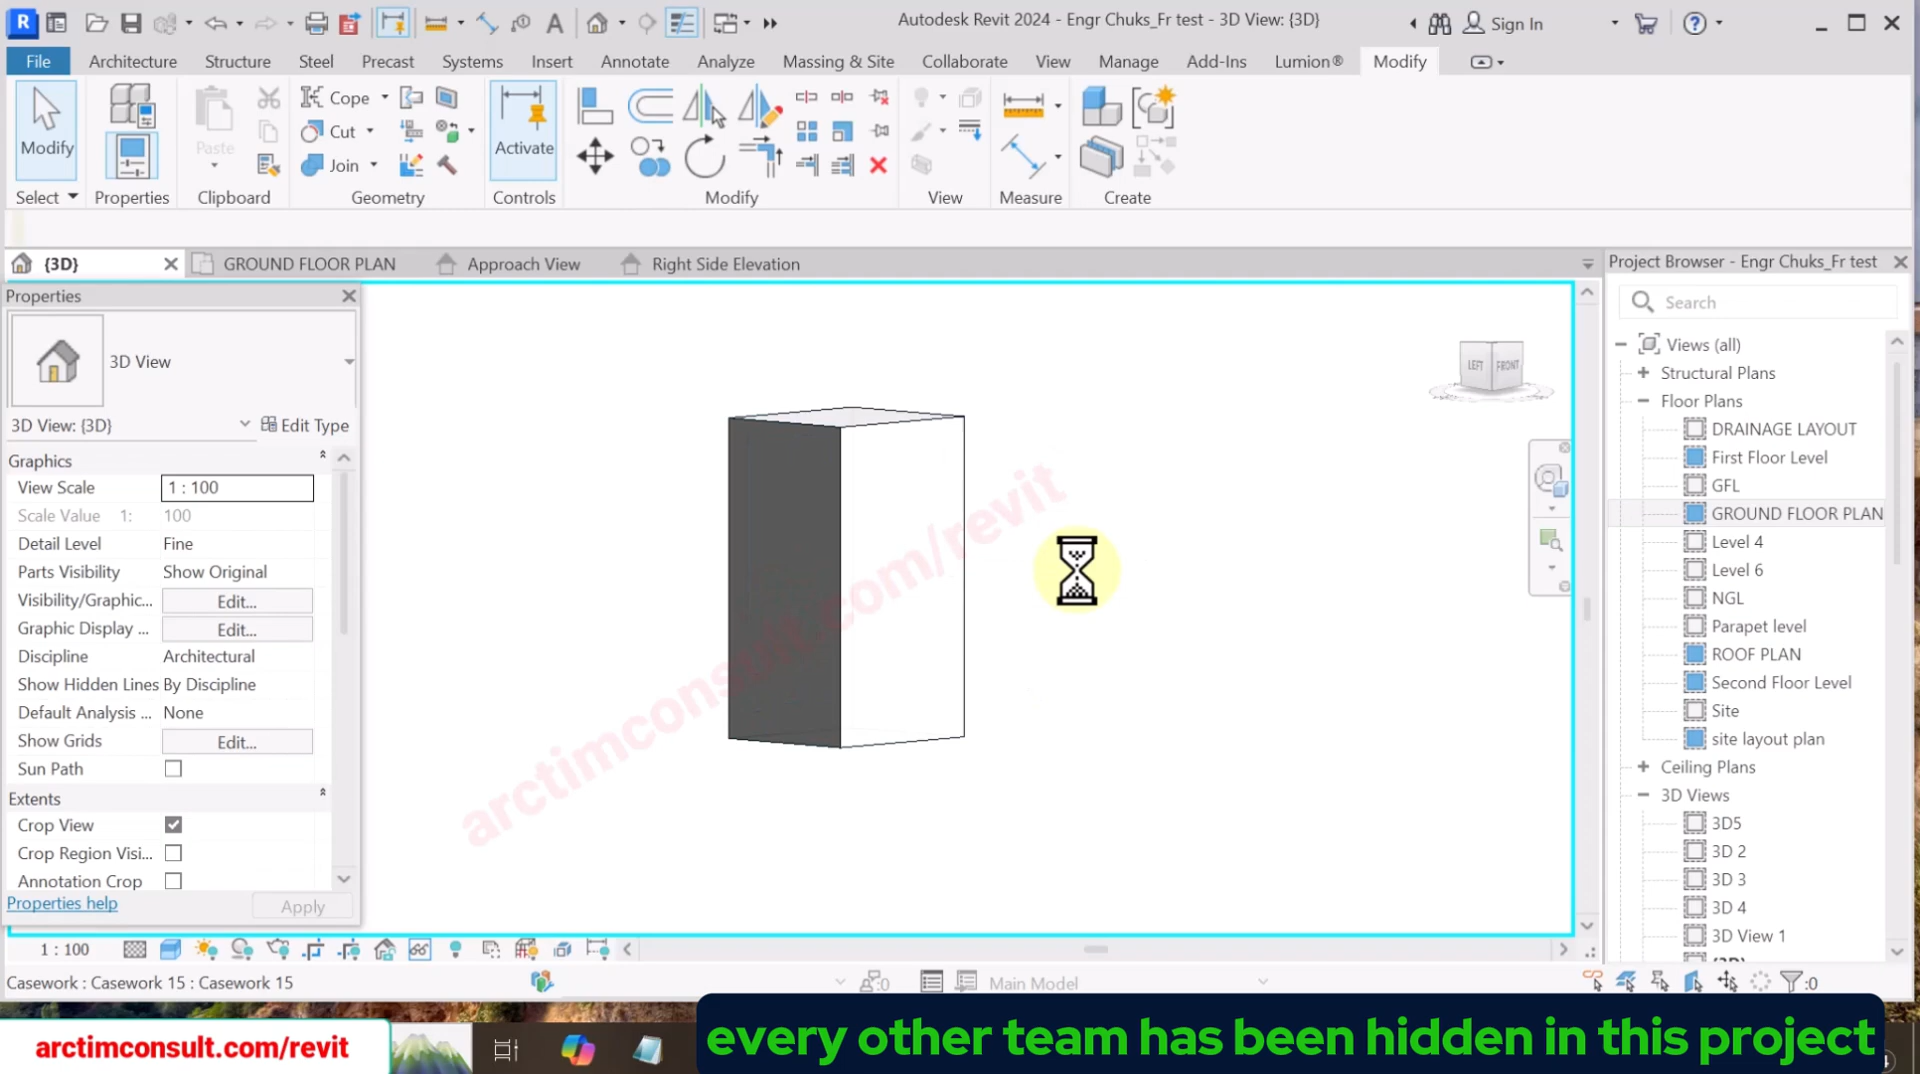 Autodesk Revit 2024 - Engr Chuks_Fr test - 3D View: {3D}
Sign In
File Architecture Structure Steel Precast Systems Insert Annotate Analyze Massing & Site Collaborate View Manage Add-Ins Lumion® Modify
Modify
Paste
Cope
Cut
Join
Activate
Select Properties Clipboard Geometry Controls Modify View Measure Create
{3D} GROUND FLOOR PLAN Approach View Right Side Elevation
Properties
3D View
3D View: {3D} Edit Type
Graphics
View Scale 1 : 100
Scale Value 1: 100
Detail Level Fine
Parts Visibility Show Original
Visibility/Graphic... Edit...
Graphic Display ... Edit...
Discipline Architectural
Show Hidden Lines By Discipline
Default Analysis ... None
Show Grids Edit...
Sun Path
Extents
Crop View
Crop Region Visi...
Annotation Crop
Properties help Apply
LEFT FRONT
arctimconsult.com/revit
Project Browser - Engr Chuks_Fr test
Search
Views (all)
Structural Plans
Floor Plans
DRAINAGE LAYOUT
First Floor Level
GFL
GROUND FLOOR PLAN
Level 4
Level 6
NGL
Parapet level
ROOF PLAN
Second Floor Level
Site
site layout plan
Ceiling Plans
3D Views
3D5
3D 2
3D 3
3D 4
3D View 1
1 : 100
Casework : Casework 15 : Casework 15
:0
Main Model
:0
arctimconsult.com/revit
every other team has been hidden in this project